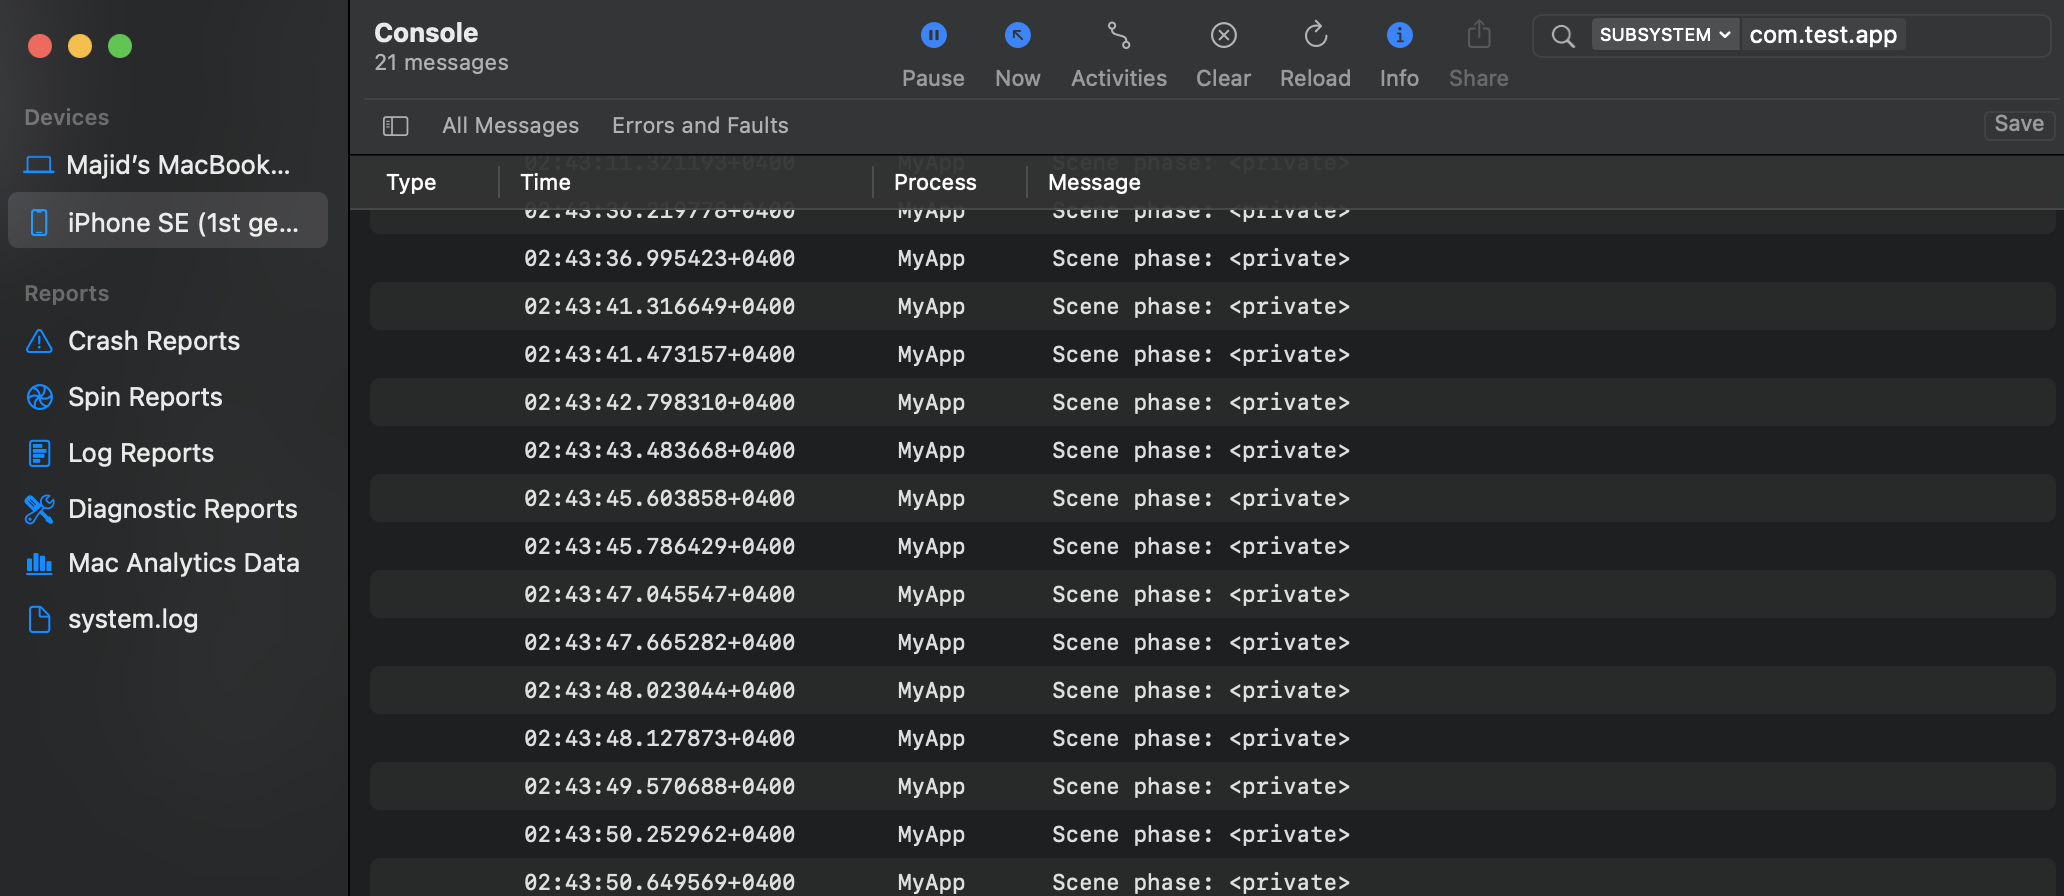 Console
21 messages
Pause
Now
Activities
Clear
Reload
Info
Share
SUBSYSTEM
com.test.app
All Messages
Errors and Faults
Save
Devices
Majid’s MacBook...
iPhone SE (1st ge...
Reports
Crash Reports
Spin Reports
Log Reports
Diagnostic Reports
Mac Analytics Data
system.log
02:43:11.321193+0400 MyApp Scene phase: <private>
Type Time Process Message
02:43:36.219778+0400 MyApp Scene phase: <private>
02:43:36.995423+0400 MyApp Scene phase: <private>
02:43:41.316649+0400 MyApp Scene phase: <private>
02:43:41.473157+0400 MyApp Scene phase: <private>
02:43:42.798310+0400 MyApp Scene phase: <private>
02:43:43.483668+0400 MyApp Scene phase: <private>
02:43:45.603858+0400 MyApp Scene phase: <private>
02:43:45.786429+0400 MyApp Scene phase: <private>
02:43:47.045547+0400 MyApp Scene phase: <private>
02:43:47.665282+0400 MyApp Scene phase: <private>
02:43:48.023044+0400 MyApp Scene phase: <private>
02:43:48.127873+0400 MyApp Scene phase: <private>
02:43:49.570688+0400 MyApp Scene phase: <private>
02:43:50.252962+0400 MyApp Scene phase: <private>
02:43:50.649569+0400 MyApp Scene phase: <private>